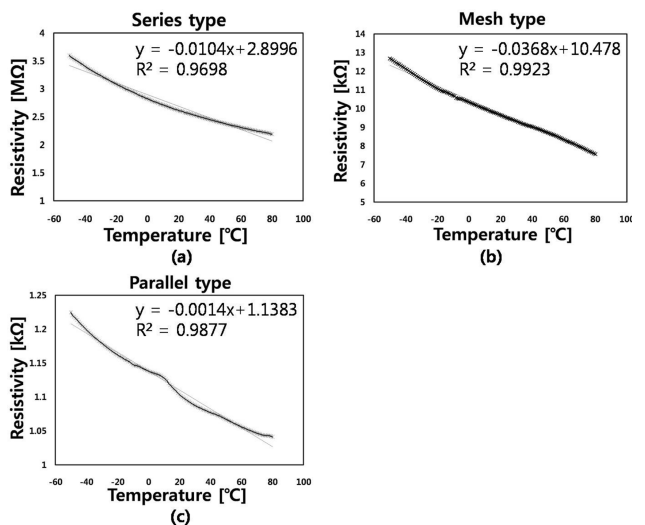 Series type
y = -0.0104x+2.8996
R² = 0.9698
Resistivity [MΩ]
4
3.5
3
2.5
2
1.5
1
-60 -40 -20 0 20 40 60 80 100
Temperature [℃]
(a)
Mesh type
y = -0.0368x+10.478
R² = 0.9923
Resistivity [kΩ]
14
13
12
11
10
9
8
7
6
5
-60 -40 -20 0 20 40 60 80 100
Temperature [℃]
(b)
Parallel type
y = -0.0014x+1.1383
R² = 0.9877
Resistivity [kΩ]
1.25
1.2
1.15
1.1
1.05
1
-60 -40 -20 0 20 40 60 80 100
Temperature [℃]
(c)